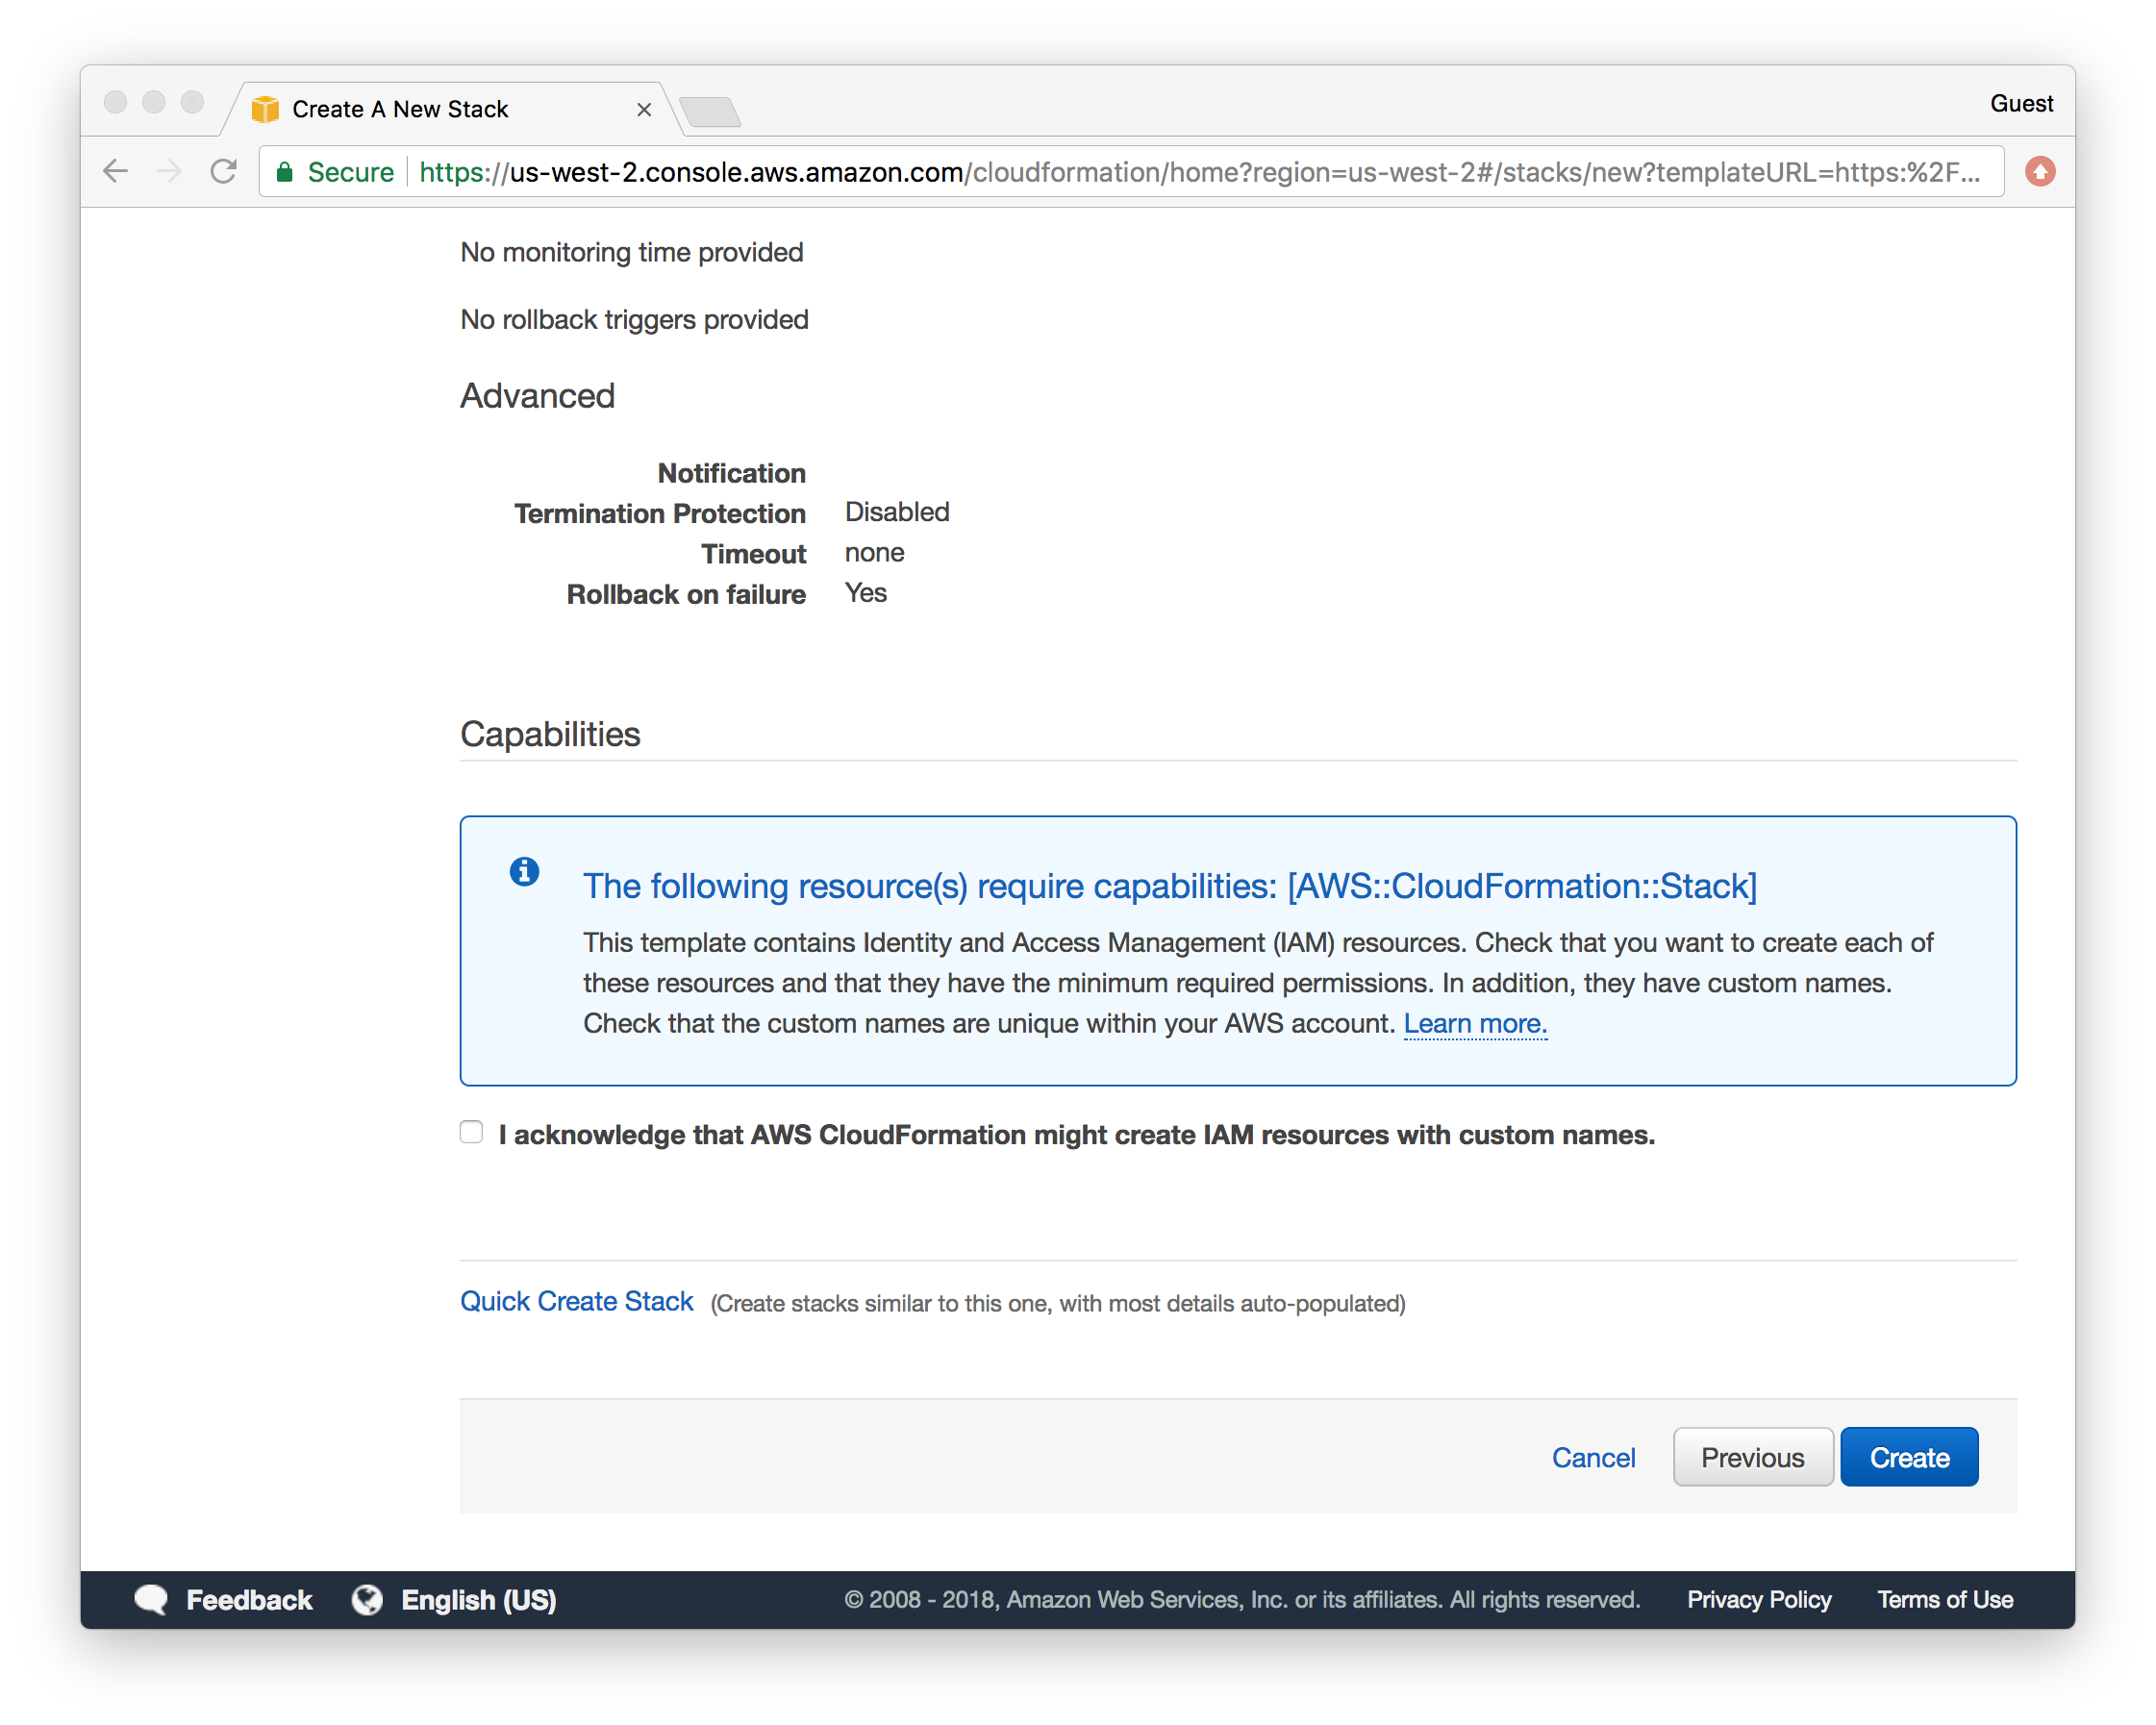 Create A New Stack
Guest
Secure https://us-west-2.console.aws.amazon.com/cloudformation/home?region=us-west-2#/stacks/new?templateURL=https:%2F...
No monitoring time provided
No rollback triggers provided
Advanced
Notification
Termination Protection Disabled
Timeout none
Rollback on failure Yes
Capabilities
The following resource(s) require capabilities: [AWS::CloudFormation::Stack]
This template contains Identity and Access Management (IAM) resources. Check that you want to create each of
these resources and that they have the minimum required permissions. In addition, they have custom names.
Check that the custom names are unique within your AWS account. Learn more.
I acknowledge that AWS CloudFormation might create IAM resources with custom names.
Quick Create Stack (Create stacks similar to this one, with most details auto-populated)
Cancel Previous Create
Feedback English (US) © 2008 - 2018, Amazon Web Services, Inc. or its affiliates. All rights reserved. Privacy Policy Terms of Use